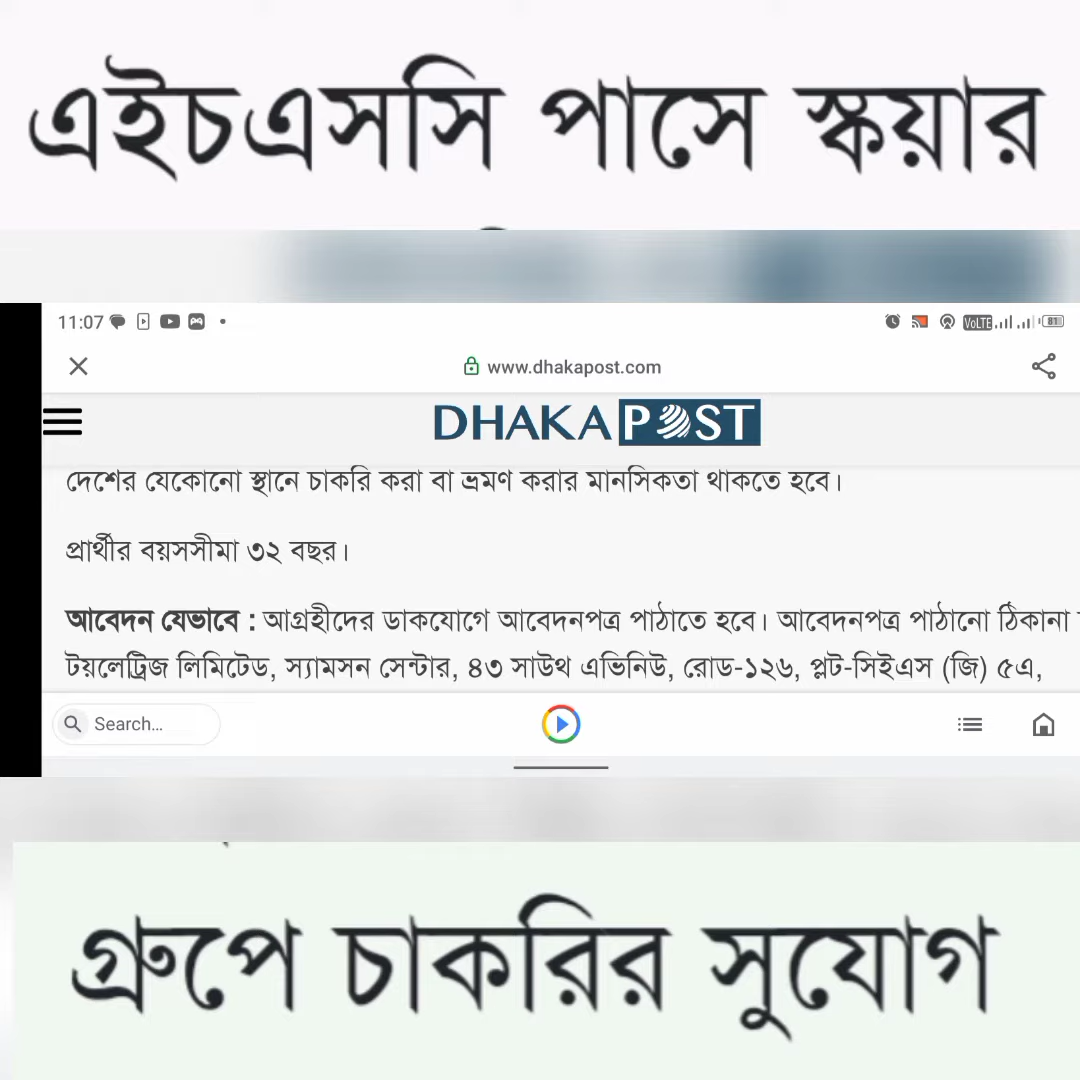 এইচএসসি পাসে স্কয়ার
11:07
VoLTE 81
www.dhakapost.com
DHAKA POST
দেশের যেকোনো স্থানে চাকরি করা বা ভ্রমণ করার মানসিকতা থাকতে হবে।
প্রার্থীর বয়সসীমা ৩২ বছর।
আবেদন যেভাবে : আগ্রহীদের ডাকযোগে আবেদনপত্র পাঠাতে হবে। আবেদনপত্র পাঠানো ঠিকানা
টয়লেট্রিজ লিমিটেড, স্যামসন সেন্টার, ৪৩ সাউথ এভিনিউ, রোড-১২৬, প্লট-সিইএস (জি) ৫এ,
Search...
গ্রুপে চাকরির সুযোগ